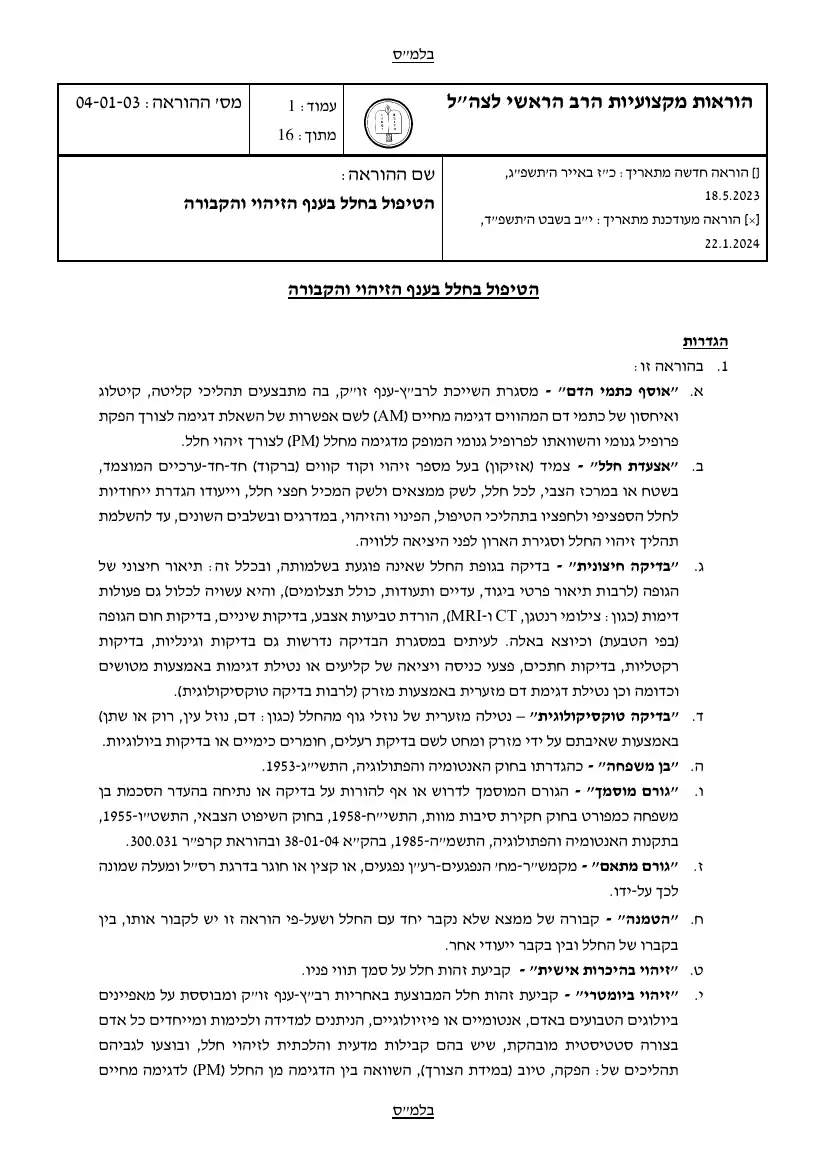 בלמ״ס
הוראות מקצועיות הרב הראשי לצה״ל
עמוד: 1
מתוך: 16
מס׳ ההוראה: 04-01-03
[] הוראה חדשה מתאריך: כ״ז באייר ה׳תשפ״ג,
18.5.2023
[×] הוראה מעודכנת מתאריך: י״ב בשבט ה׳תשפ״ד,
22.1.2024
שם ההוראה:
הטיפול בחלל בענף הזיהוי והקבורה
הטיפול בחלל בענף הזיהוי והקבורה
הגדרות
1. בהוראה זו:
א. ״אוסף כתמי הדם״ - מסגרת השייכת לרב״ץ-ענף זו״ק, בה מתבצעים תהליכי קליטה, קיטלוג
ואיחסון של כתמי דם המהווים דגימה מחיים (AM) לשם אפשרות של השאלת דגימה לצורך הפקת
פרופיל גנומי והשוואתו לפרופיל גנומי המופק מדגימה מחלל (PM) לצורך זיהוי חלל.
ב. ״אצעדת חלל״ - צמיד (אזיקון) בעל מספר זיהוי וקוד קווים (ברקוד) חד-חד-ערכיים המוצמד,
בשטח או במרכז הצבי, לכל חלל, לשק ממצאים ולשק המכיל חפצי חלל, וייעודו הגדרת ייחודיות
לחלל הספציפי ולחפציו בתהליכי הטיפול, הפינוי והזיהוי, במדרגים ובשלבים השונים, עד להשלמת
תהליך זיהוי החלל וסגירת הארון לפני היציאה ללוויה.
ג. ״בדיקה חיצונית״ - בדיקה בגופת החלל שאינה פוגעת בשלמותה, ובכלל זה: תיאור חיצוני של
הגופה (לרבות תיאור פרטי ביגוד, עדיים ותעודות, כולל תצלומים), והיא עשויה לכלול גם פעולות
דימות (כגון: צילומי רנטגן, CT ו-MRI), הורדת טביעות אצבע, בדיקות שיניים, בדיקות חום הגופה
(בפי הטבעת) וכיוצא באלה. לעיתים במסגרת הבדיקה נדרשות גם בדיקות וגינליות, בדיקות
רקטליות, בדיקות חתכים, פצעי כניסה ויציאה של קליעים או נטילת דגימות באמצעות מטושים
וכדומה וכן נטילת דגימת דם מזערית באמצעות מזרק (לרבות בדיקה טוקסיקולוגית).
ד. ״בדיקה טוקסיקולוגית״ – נטילה מזערית של נוזלי גוף מהחלל (כגון: דם, נוזל עין, רוק או שתן)
באמצעות שאיבתם על ידי מזרק ומחט לשם בדיקת רעלים, חומרים כימיים או בדיקות ביולוגיות.
ה. ״בן משפחה״ - כהגדרתו בחוק האנטומיה והפתולוגיה, התשי״ג-1953.
ו. ״גורם מוסמך״ - הגורם המוסמך לדרוש או אף להורות על בדיקה או נתיחה בהעדר הסכמת בן
משפחה כמפורט בחוק חקירת סיבות מוות, התשי״ח-1958, בחוק השיפוט הצבאי, התשט״ו-1955,
בתקנות האנטומיה והפתולוגיה, התשמ״ה-1985, בהק״א 38-01-04 ובהוראת קרפ״ר 300.031.
ז. ״גורם מתאם״ - מקמש״ר-מח׳ הנפגעים-רע״ן נפגעים, או קצין או חוגר בדרגת רס״ל ומעלה שמונה
לכך על-ידו.
ח. ״הטמנה״ - קבורה של ממצא שלא נקבר יחד עם החלל ושעל-פי הוראה זו יש לקבור אותו, בין
בקברו של החלל ובין בקבר ייעודי אחר.
ט. ״זיהוי בהיכרות אישית״ - קביעת זהות חלל על סמך תווי פניו.
י. ״זיהוי ביומטרי״ - קביעת זהות חלל המבוצעת באחריות רב״ץ-ענף זו״ק ומבוססת על מאפיינים
ביולוגים הטבועים באדם, אנטומיים או פיזיולוגיים, הניתנים למדידה ולכימות ומייחדים כל אדם
בצורה סטטיסטית מובהקת, שיש בהם קבילות מדעית והלכתית לזיהוי חלל, ובוצעו לגביהם
תהליכים של: הפקה, טיוב (במידת הצורך), השוואה בין הדגימה מן החלל (PM) לדגימה מחיים
בלמ״ס